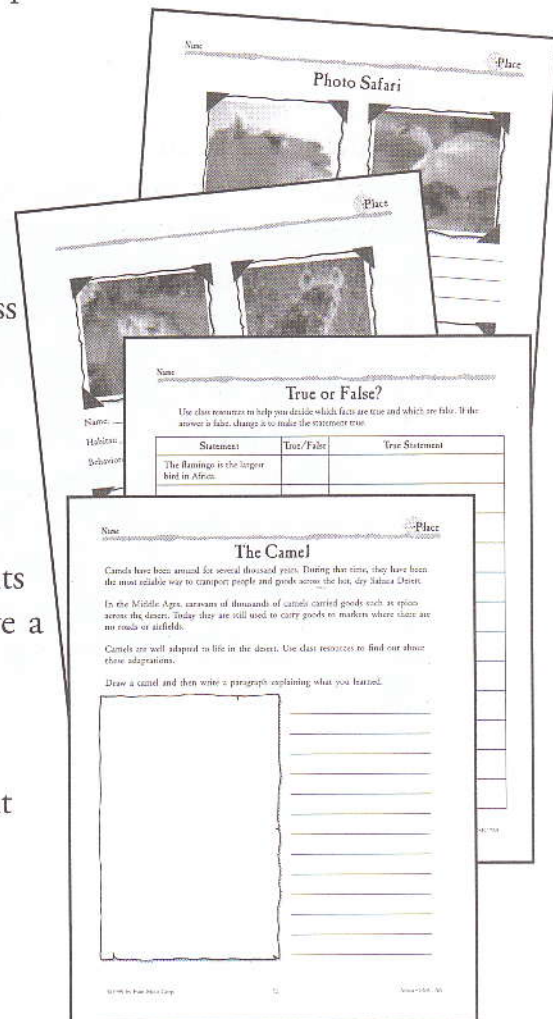 Name
Place
Photo Safari
Place
Name:
Habitat
Behavior
ss
Name
True or False?
Use class resources to help you decide which facts are true and which are false. If the
answer is false, change it to make the statement true.
Statement True/False True Statement
The flamingo is the largest
bird in Africa.
Name
Place
The Camel
Camels have been around for several thousand years. During that time, they have been
the most reliable way to transport people and goods across the hot, dry Sahara Desert.
In the Middle Ages, caravans of thousands of camels carried goods such as spices
across the desert. Today they are still used to carry goods to markets where there are
no roads or airfields.
Camels are well adapted to life in the desert. Use class resources to find out about
these adaptations.
Draw a camel and then write a paragraph explaining what you learned.
ts
e a
t